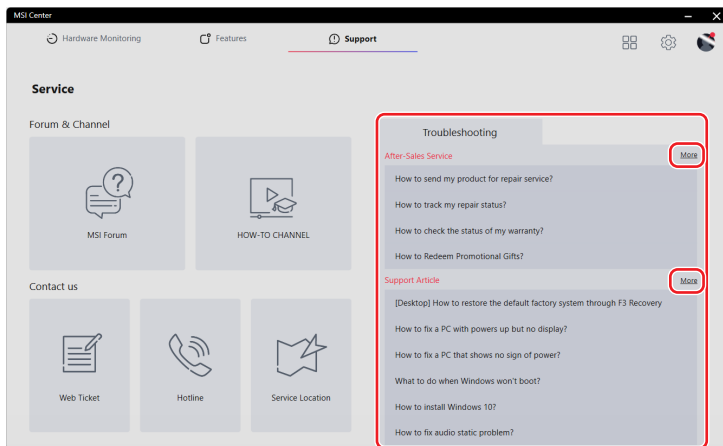 MSI Center
Hardware Monitoring
Features
Support
Service
Forum & Channel
MSI Forum
HOW-TO CHANNEL
Contact us
Web Ticket
Hotline
Service Location
Troubleshooting
After-Sales Service
More
How to send my product for repair service?
How to track my repair status?
How to check the status of my warranty?
How to Redeem Promotional Gifts?
Support Article
More
[Desktop] How to restore the default factory system through F3 Recovery
How to fix a PC with powers up but no display?
How to fix a PC that shows no sign of power?
What to do when Windows won't boot?
How to install Windows 10?
How to fix audio static problem?